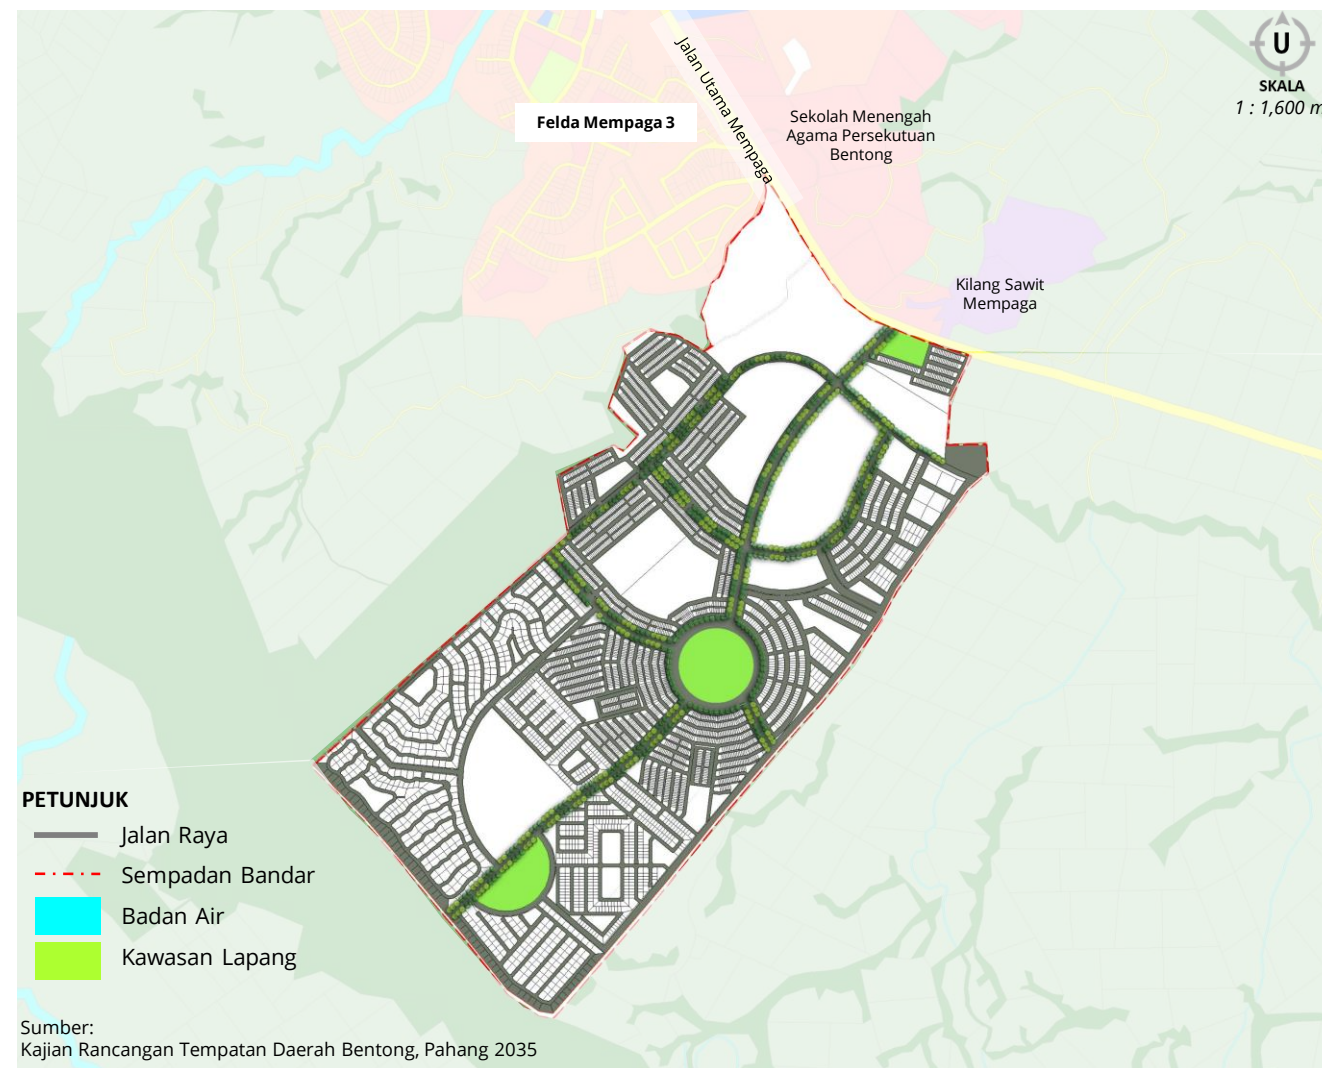 U
SKALA
1 : 1,600 m
Jalan Utama Mempaga
Felda Mempaga 3
Sekolah Menengah
Agama Persekutuan
Bentong
Kilang Sawit
Mempaga
PETUNJUK
Jalan Raya
Sempadan Bandar
Badan Air
Kawasan Lapang
Sumber:
Kajian Rancangan Tempatan Daerah Bentong, Pahang 2035